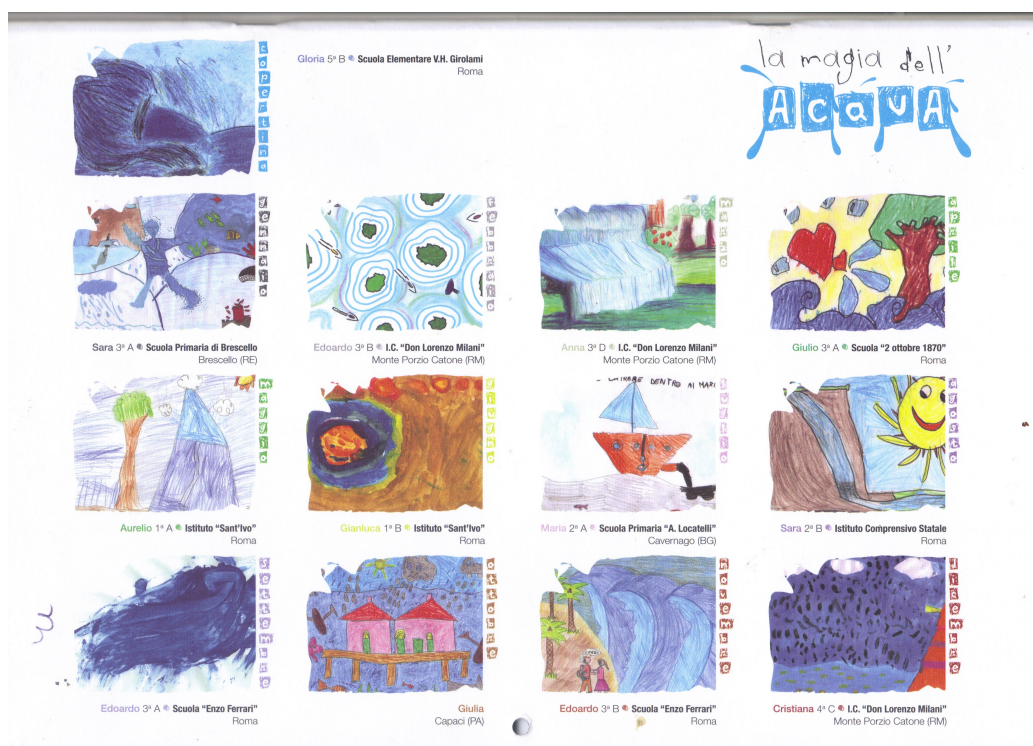 la magia dell'
ACQUA
copertina
Gloria 5ª B Scuola Elementare V.H. Girolami
Roma
gennaio
febbraio
marzo
aprile
Sara 3ª A Scuola Primaria di Brescello
Brescello (RE)
Edoardo 3ª B I.C. “Don Lorenzo Milani”
Monte Porzio Catone (RM)
Anna 3ª D I.C. “Don Lorenzo Milani”
Monte Porzio Catone (RM)
Giulio 3ª A Scuola “2 ottobre 1870”
Roma
maggio
giugno
DENTRO AI MARI
luglio
agosto
Aurelio 1ª A Istituto “Sant'Ivo”
Roma
Gianluca 1ª B Istituto “Sant'Ivo”
Roma
Maria 2ª A Scuola Primaria “A. Locatelli”
Cavernago (BG)
Sara 2ª B Istituto Comprensivo Statale
Roma
settembre
ottobre
novembre
dicembre
Edoardo 3ª A Scuola “Enzo Ferrari”
Roma
Giulia
Capaci (PA)
Edoardo 3ª B Scuola “Enzo Ferrari”
Roma
Cristiana 4ª C I.C. “Don Lorenzo Milani”
Monte Porzio Catone (RM)